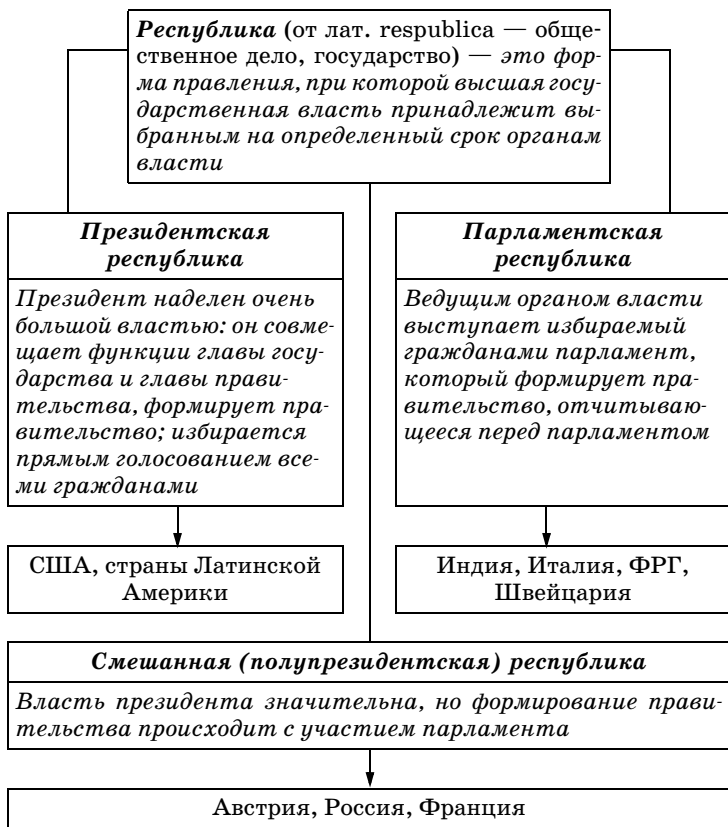 Республика (от лат. respublica — обще-
ственное дело, государство) — это фор-
ма правления, при которой высшая госу-
дарственная власть принадлежит вы-
бранным на определенный срок органам
власти
Президентская
республика
Президент наделен очень
большой властью: он совме-
щает функции главы госу-
дарства и главы прави-
тельства, формирует пра-
вительство; избирается
прямым голосованием все-
ми гражданами
США, страны Латинской
Америки
Парламентская
республика
Ведущим органом власти
выступает избираемый
гражданами парламент,
который формирует пра-
вительство, отчитываю-
щееся перед парламентом
Индия, Италия, ФРГ,
Швейцария
Смешанная (полупрезидентская) республика
Власть президента значительна, но формирование прави-
тельства происходит с участием парламента
Австрия, Россия, Франция